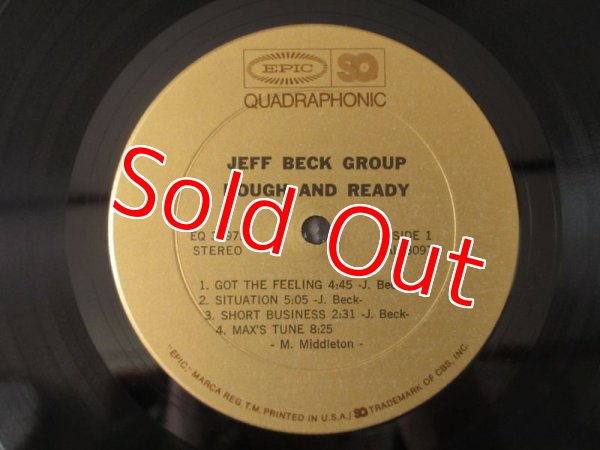 EPIC SQ
QUADRAPHONIC
JEFF BECK GROUP
AND READY
Sold Out
EQ SIDE 1
STEREO
1. GOT THE FEELING 4:45 -J. Beck-
2. SITUATION 5:05 -J. Beck-
3. SHORT BUSINESS 2:31 -J. Beck-
4. MAX'S TUNE 8:25
- M. Middleton -
"EPIC," MARCA REG T.M. PRINTED IN U.S.A./ SQ TRADEMARK OF CBS, INC.